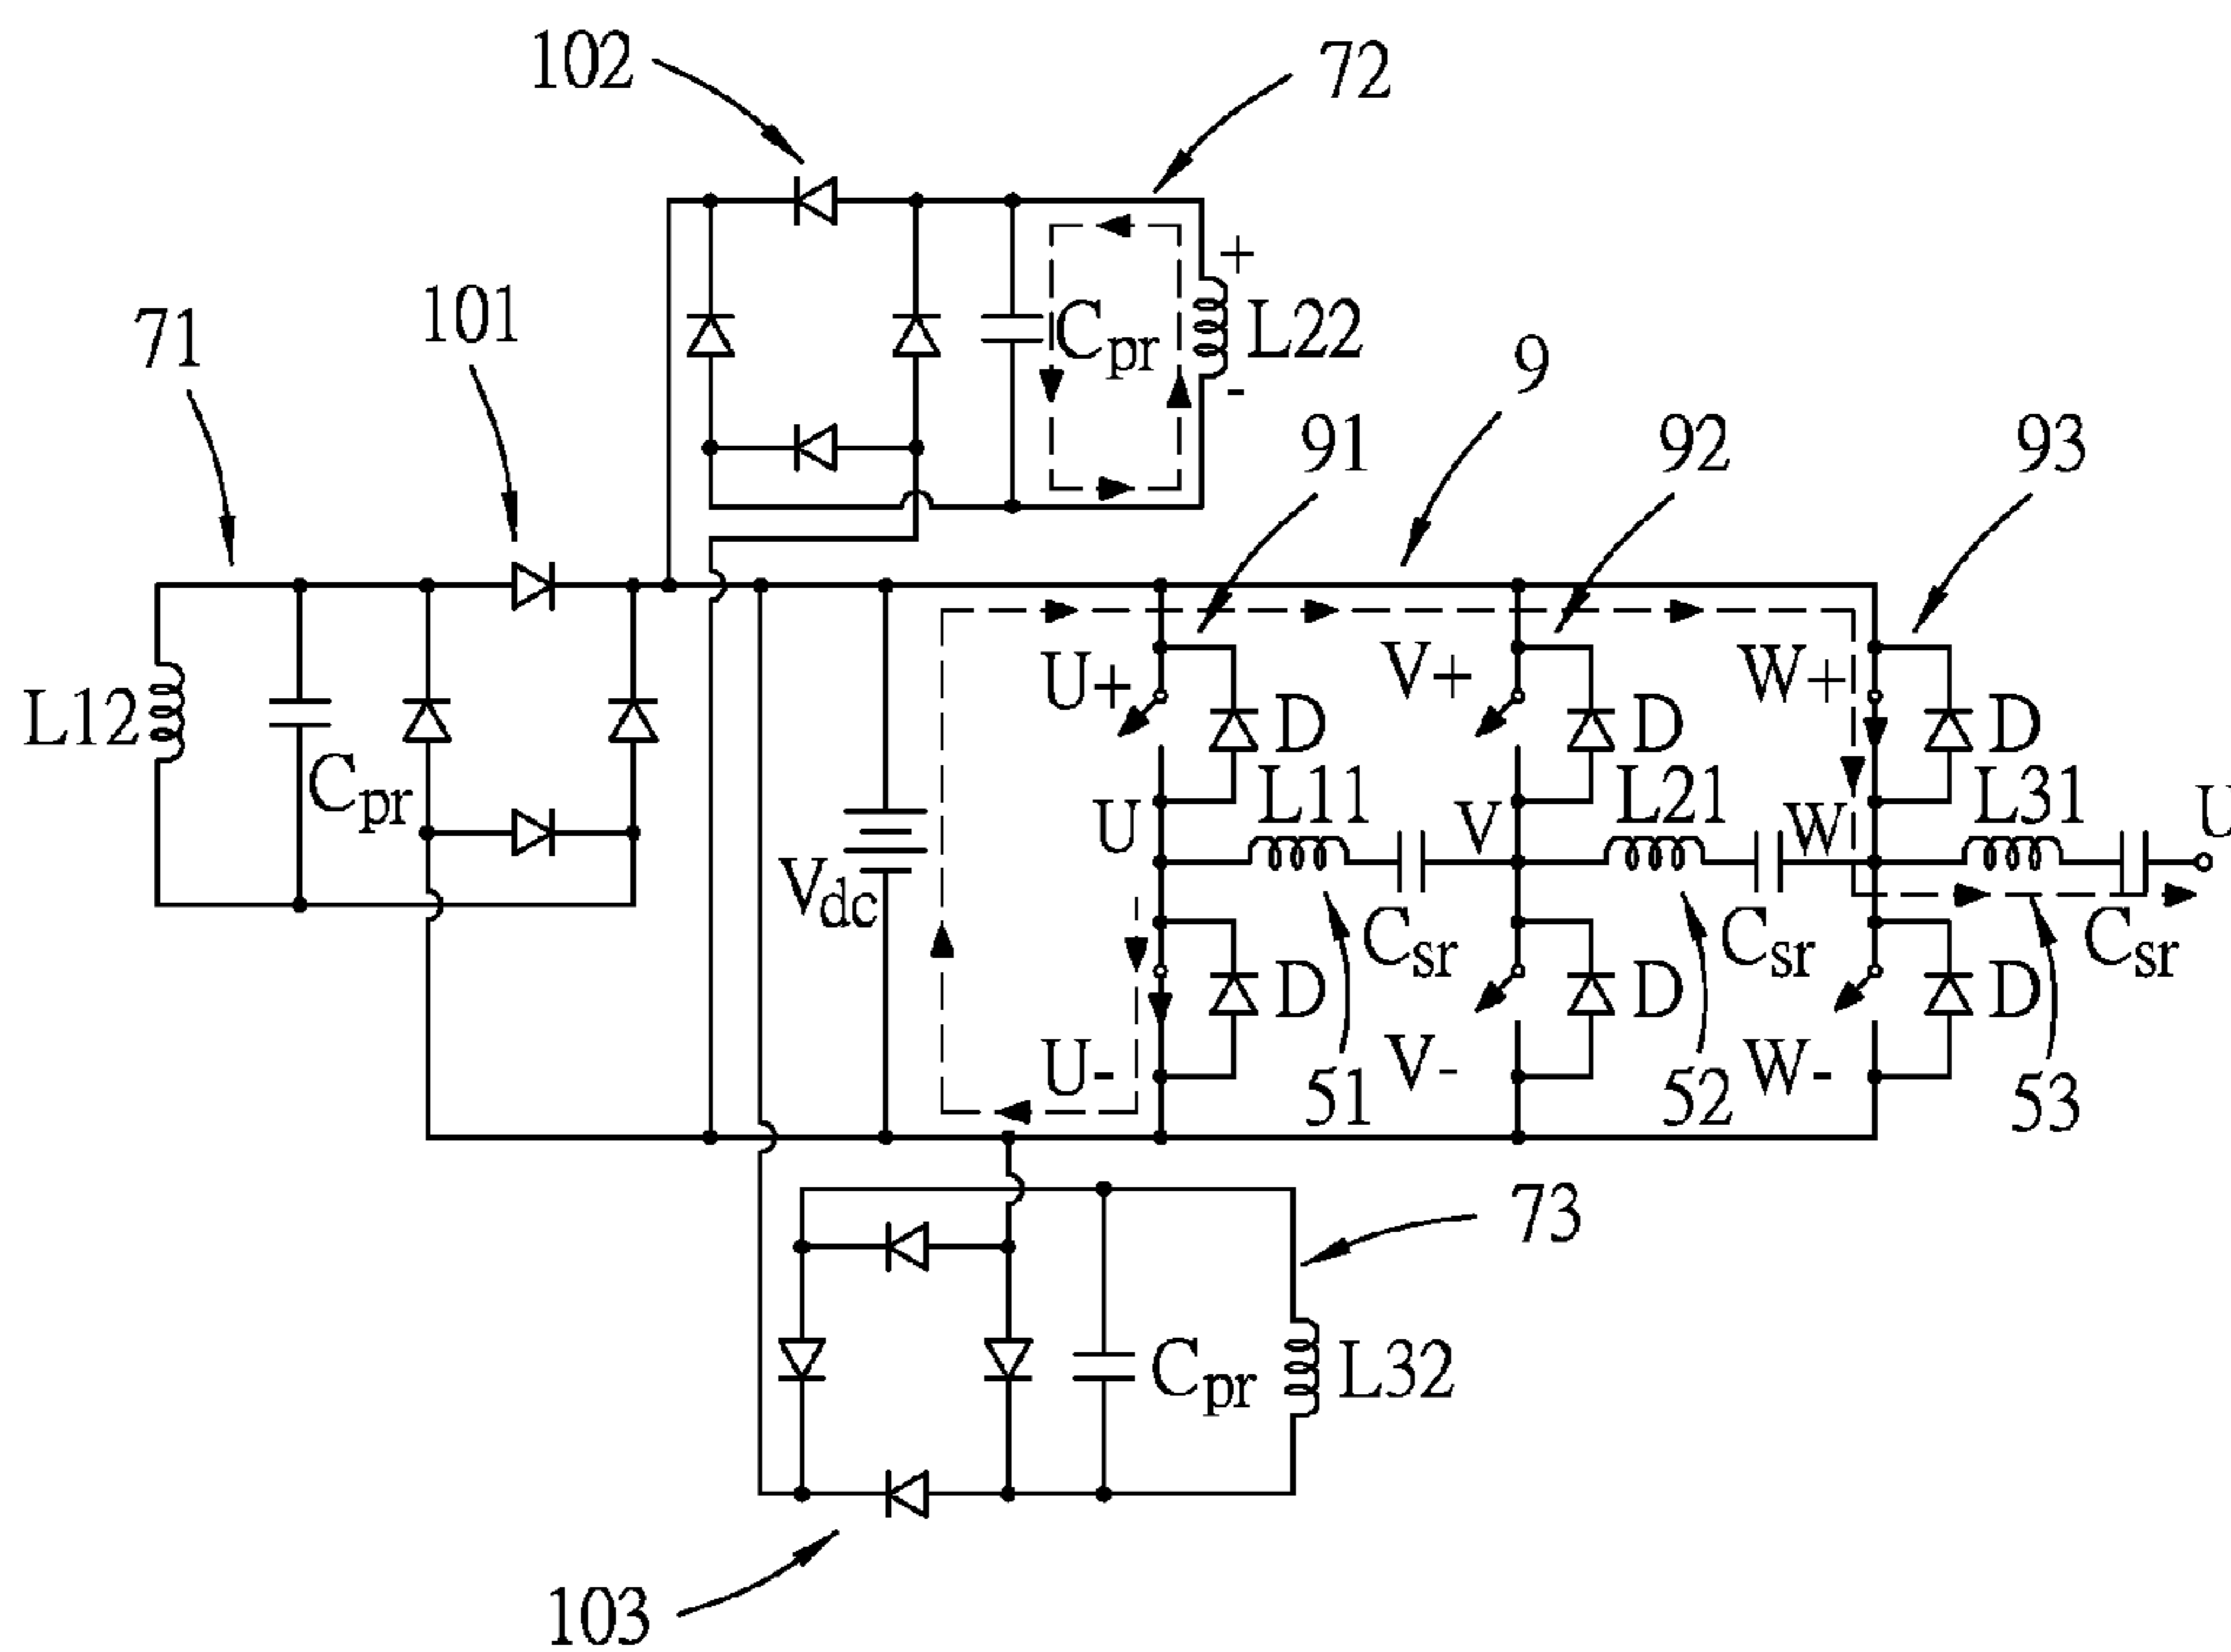 102
72
+
101
71
Cpr
L22
9
-
91
92
93
U+
V+
W+
L12
D
D
D
Cpr
L11
L21
L31
U
V
W
U
Vdc
Csr
Csr
Csr
D
D
D
U-
V-
W-
51
52
53
73
Cpr
L32
103